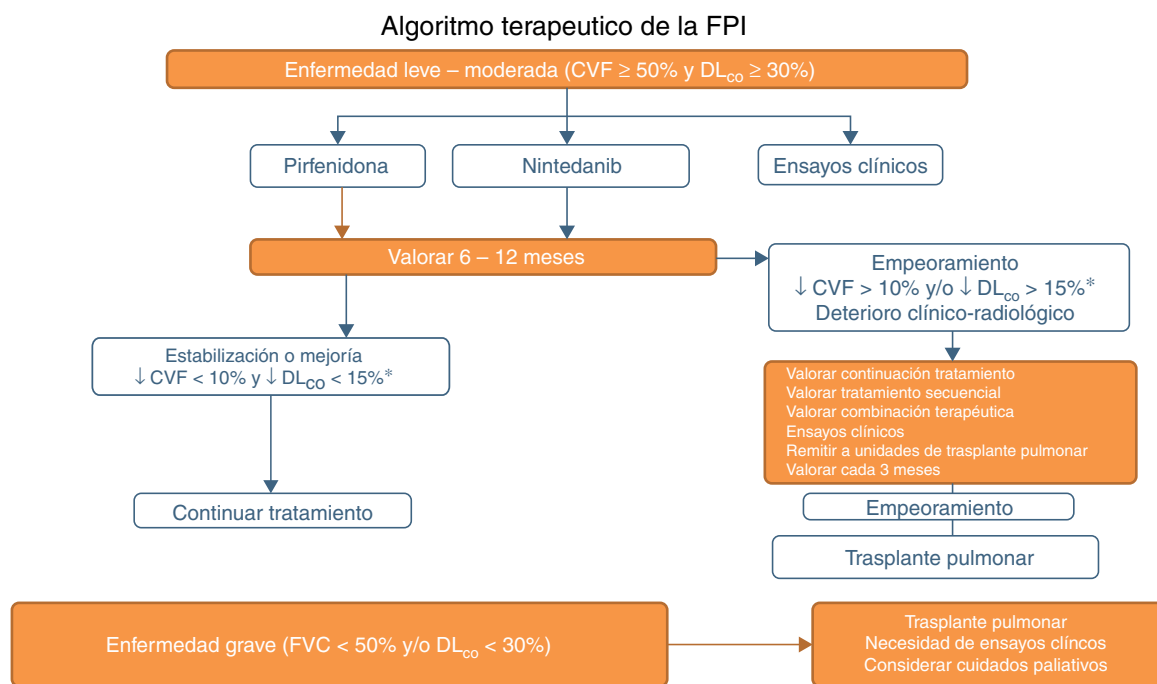 Algoritmo terapeutico de la FPI
Enfermedad leve – moderada (CVF ≥ 50% y DLco ≥ 30%)
Pirfenidona
Nintedanib
Ensayos clínicos
Valorar 6 – 12 meses
Empeoramiento
↓ CVF > 10% y/o ↓ DLco > 15%*
Deterioro clínico-radiológico
Estabilización o mejoría
↓ CVF < 10% y ↓ DLCO < 15%*
Valorar continuación tratamiento
Valorar tratamiento secuencial
Valorar combinación terapéutica
Ensayos clínicos
Remitir a unidades de trasplante pulmonar
Valorar cada 3 meses
Continuar tratamiento
Empeoramiento
Trasplante pulmonar
Enfermedad grave (FVC < 50% y/o DLco < 30%)
Trasplante pulmonar
Necesidad de ensayos clíncos
Considerar cuidados paliativos